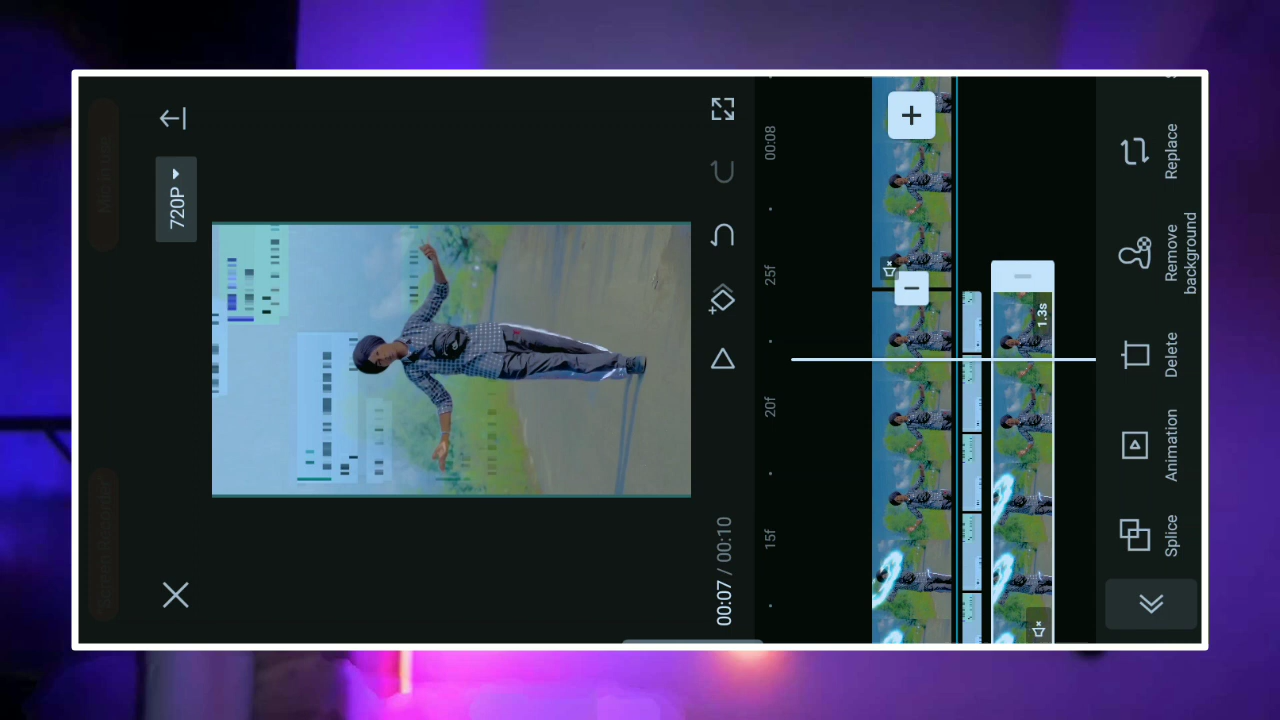 720P
00:07 / 00:10
15f
20f
25f
00:08
1.3s
Splice
Animation
Delete
Remove
background
Replace